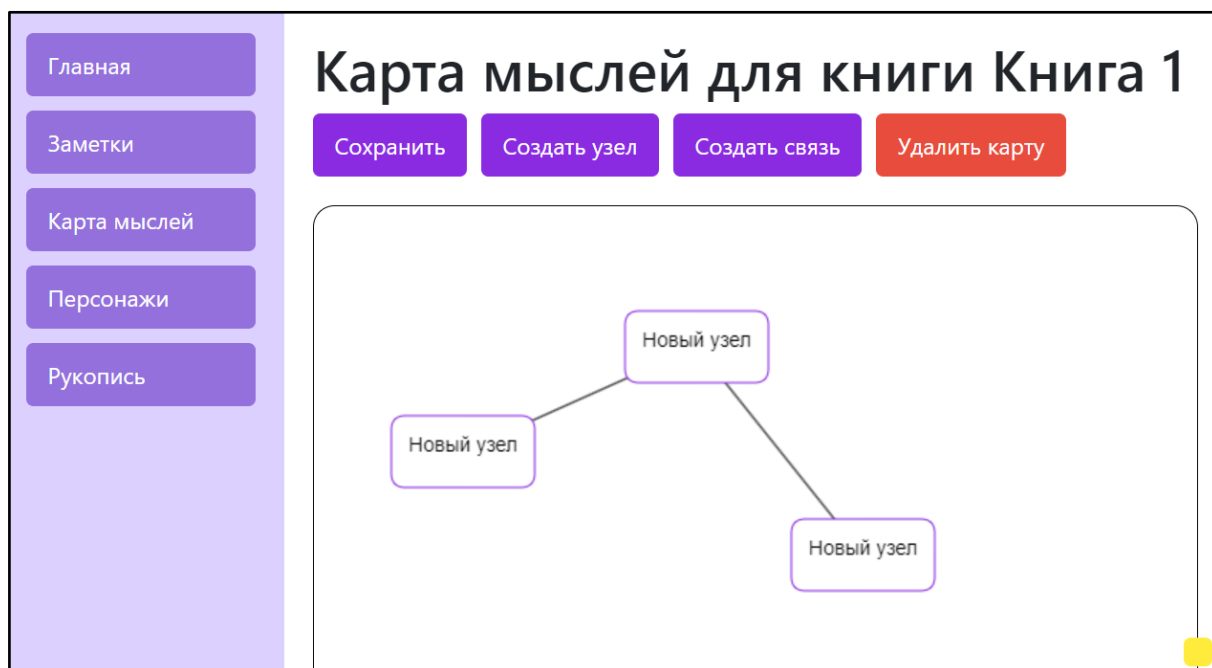 Главная
Заметки
Карта мыслей
Персонажи
Рукопись
Карта мыслей для книги Книга 1
Сохранить Создать узел Создать связь Удалить карту
Новый узел
Новый узел
Новый узел